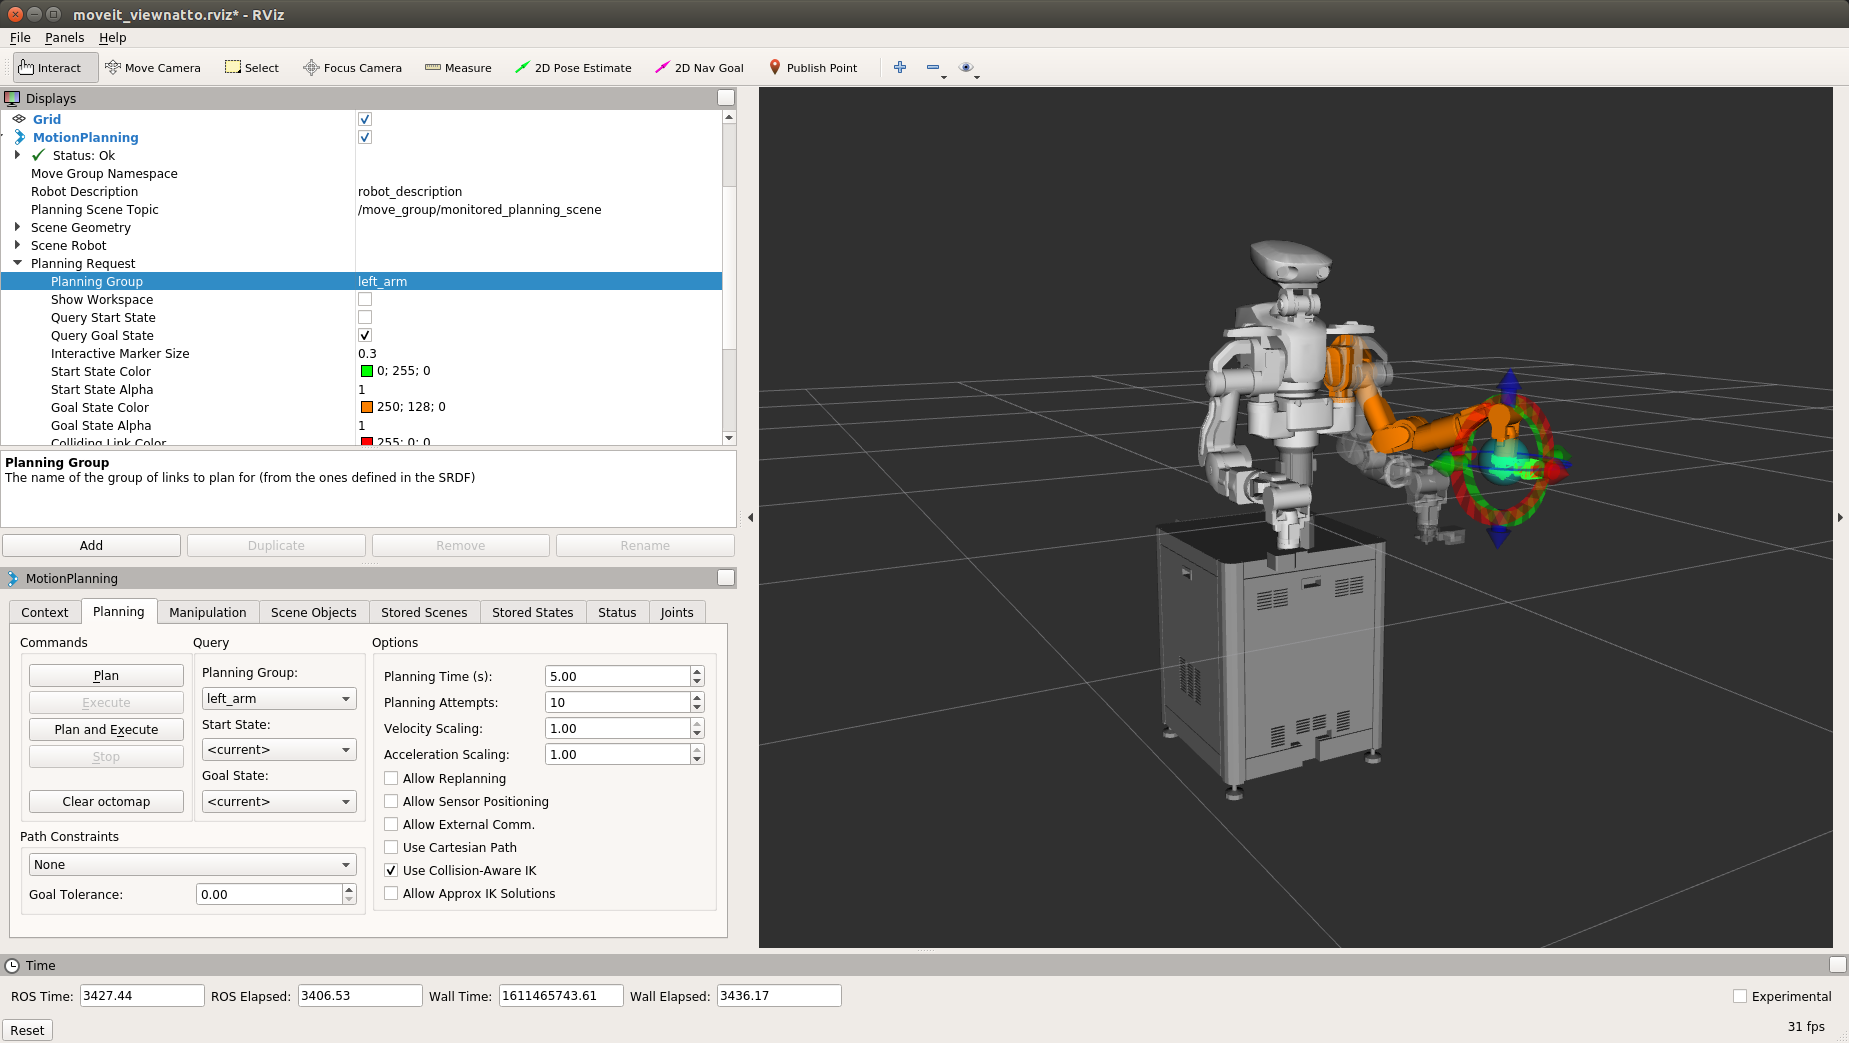 moveit_viewnatto.rviz* - RViz
File Panels Help
Interact Move Camera Select Focus Camera Measure 2D Pose Estimate 2D Nav Goal Publish Point
Displays
Grid
MotionPlanning
Status: Ok
Move Group Namespace
Robot Description robot_description
Planning Scene Topic /move_group/monitored_planning_scene
Scene Geometry
Scene Robot
Planning Request
Planning Group left_arm
Show Workspace
Query Start State
Query Goal State
Interactive Marker Size 0.3
Start State Color 0; 255; 0
Start State Alpha 1
Goal State Color 250; 128; 0
Goal State Alpha 1
Colliding Link Color 255; 0; 0
Planning Group
The name of the group of links to plan for (from the ones defined in the SRDF)
Add Duplicate Remove Rename
MotionPlanning
Context Planning Manipulation Scene Objects Stored Scenes Stored States Status Joints
Commands
Plan
Execute
Plan and Execute
Stop
Clear octomap
Query
Planning Group:
left_arm
Start State:
<current>
Goal State:
<current>
Path Constraints
None
Goal Tolerance: 0.00
Options
Planning Time (s): 5.00
Planning Attempts: 10
Velocity Scaling: 1.00
Acceleration Scaling: 1.00
Allow Replanning
Allow Sensor Positioning
Allow External Comm.
Use Cartesian Path
Use Collision-Aware IK
Allow Approx IK Solutions
Time
ROS Time: 3427.44 ROS Elapsed: 3406.53 Wall Time: 1611465743.61 Wall Elapsed: 3436.17 Experimental
Reset 31 fps